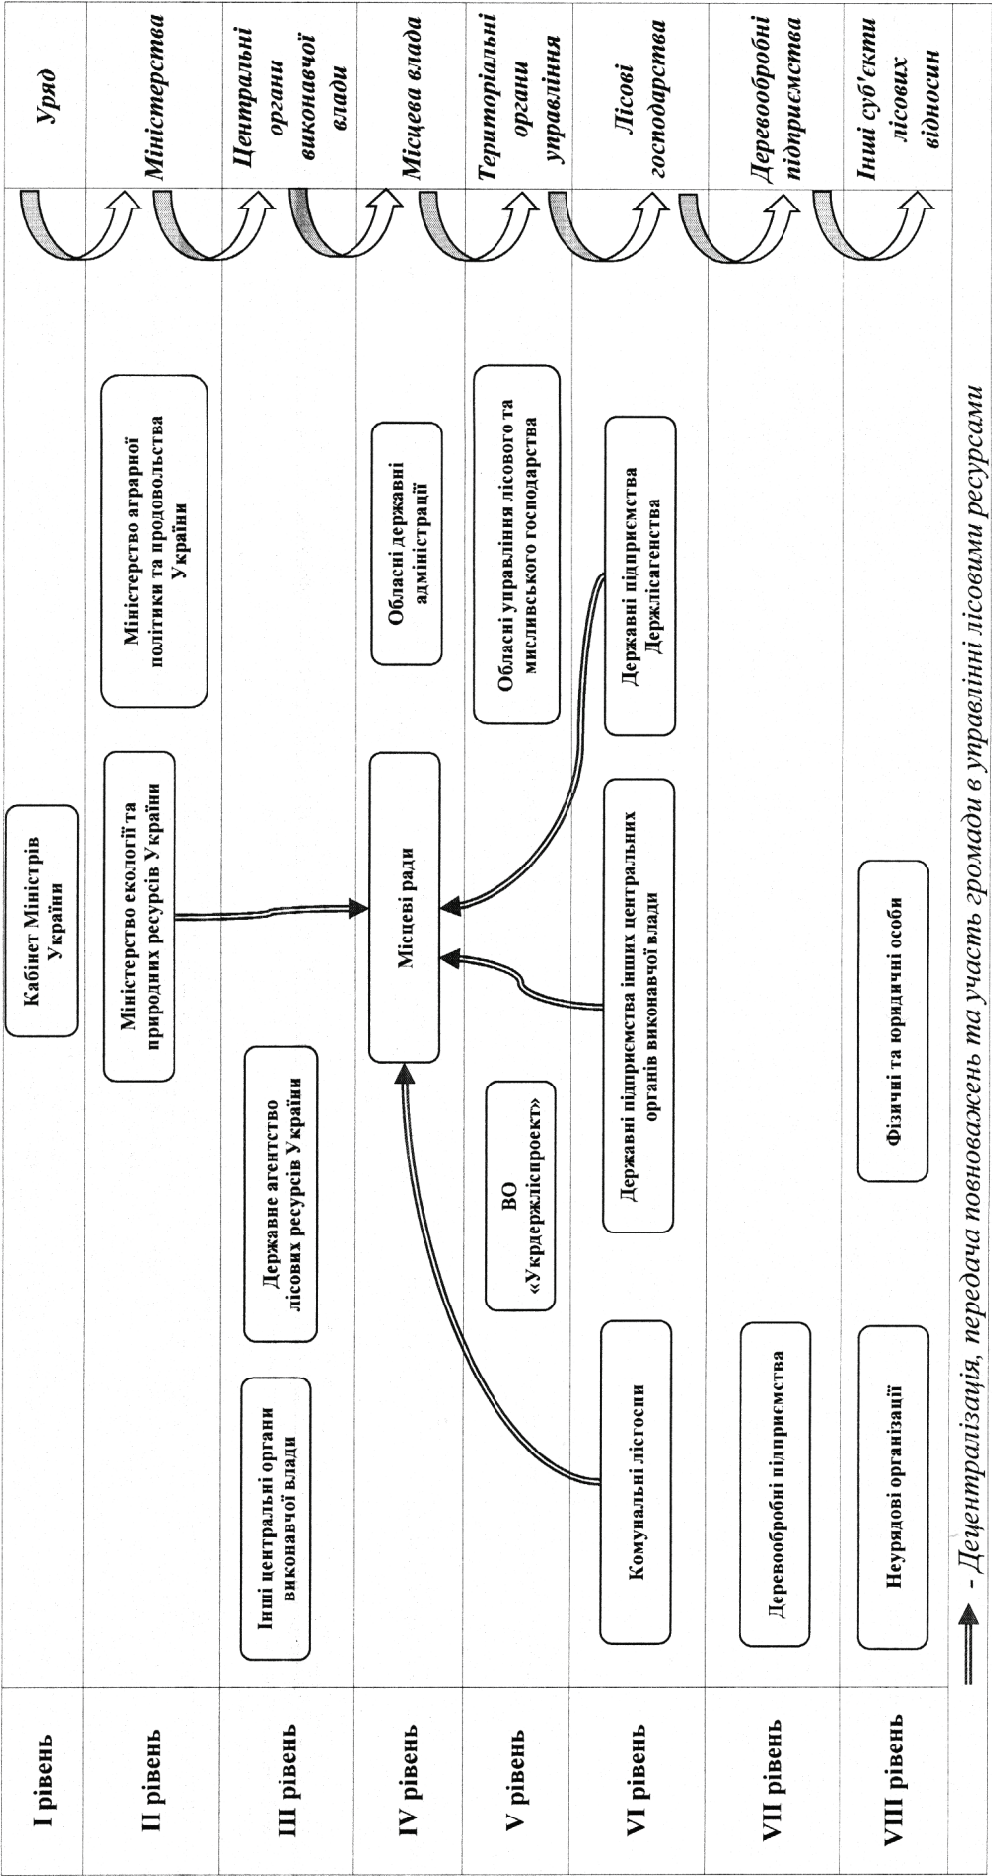 I рівень
Кабінет Міністрів
України
Уряд
II рівень
Міністерство екології та
природних ресурсів України
Міністерство аграрної
політики та продовольства
України
Міністерства
III рівень
Інші центральні органи
виконавчої влади
Державне агентство
лісових ресурсів України
Центральні
органи
виконавчої
влади
IV рівень
Місцеві ради
Обласні державні
адміністрації
Місцева влада
V рівень
ВО
«Укрдержліспроект»
Обласні управління лісового та
мисливського господарства
Територіальні
органи
управління
VI рівень
Комунальні лісгоспи
Державні підприємства інших центральних
органів виконавчої влади
Державні підприємства
Держлісагенства
Лісові
господарства
VII рівень
Деревообробні підприємства
Деревообробні
підприємства
VIII рівень
Неурядові організації
Фізичні та юридичні особи
Інші суб'єкти
лісових
відносин
- Децентралізація, передача повноважень та участь громади в управлінні лісовими ресурсами